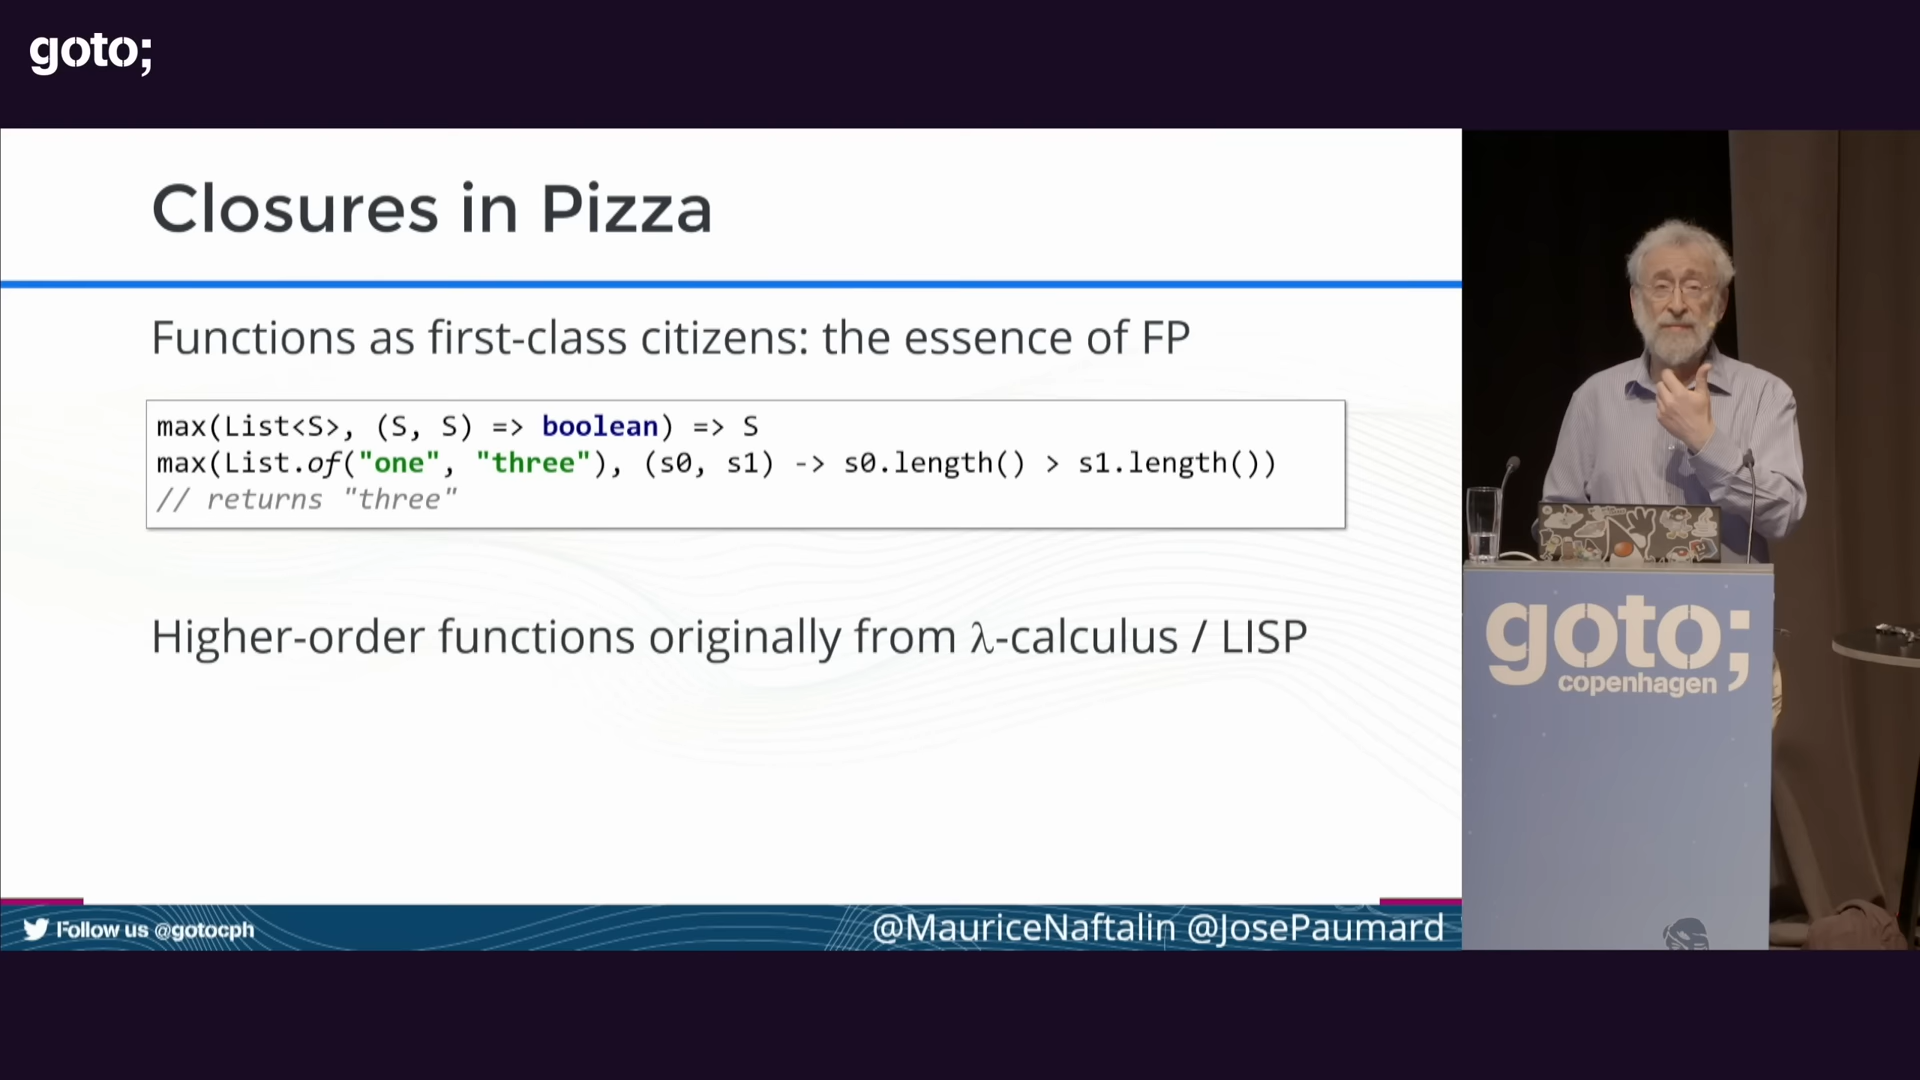 goto;
Closures in Pizza
Functions as first-class citizens: the essence of FP
max(List<S>, (S, S) => boolean) => S
max(List.of("one", "three"), (s0, s1) -> s0.length() > s1.length())
// returns "three"
Higher-order functions originally from λ-calculus / LISP
Follow us @gotocph
@MauriceNaftalin @JosePaumard
goto;
copenhagen